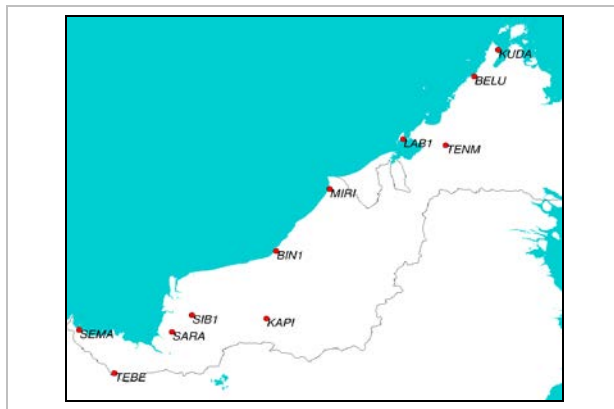 KUDA
BELU
LAB1
TENM
MIRI
BIN1
SIB1
KAPI
SEMA
SARA
TEBE